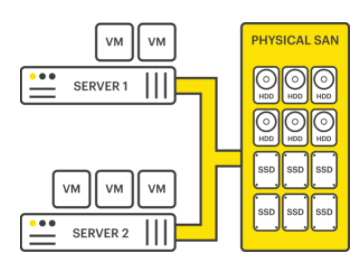 VM VM
SERVER 1
VM VM VM
SERVER 2
PHYSICAL SAN
HDD HDD HDD
HDD HDD HDD
SSD SSD SSD
SSD SSD SSD